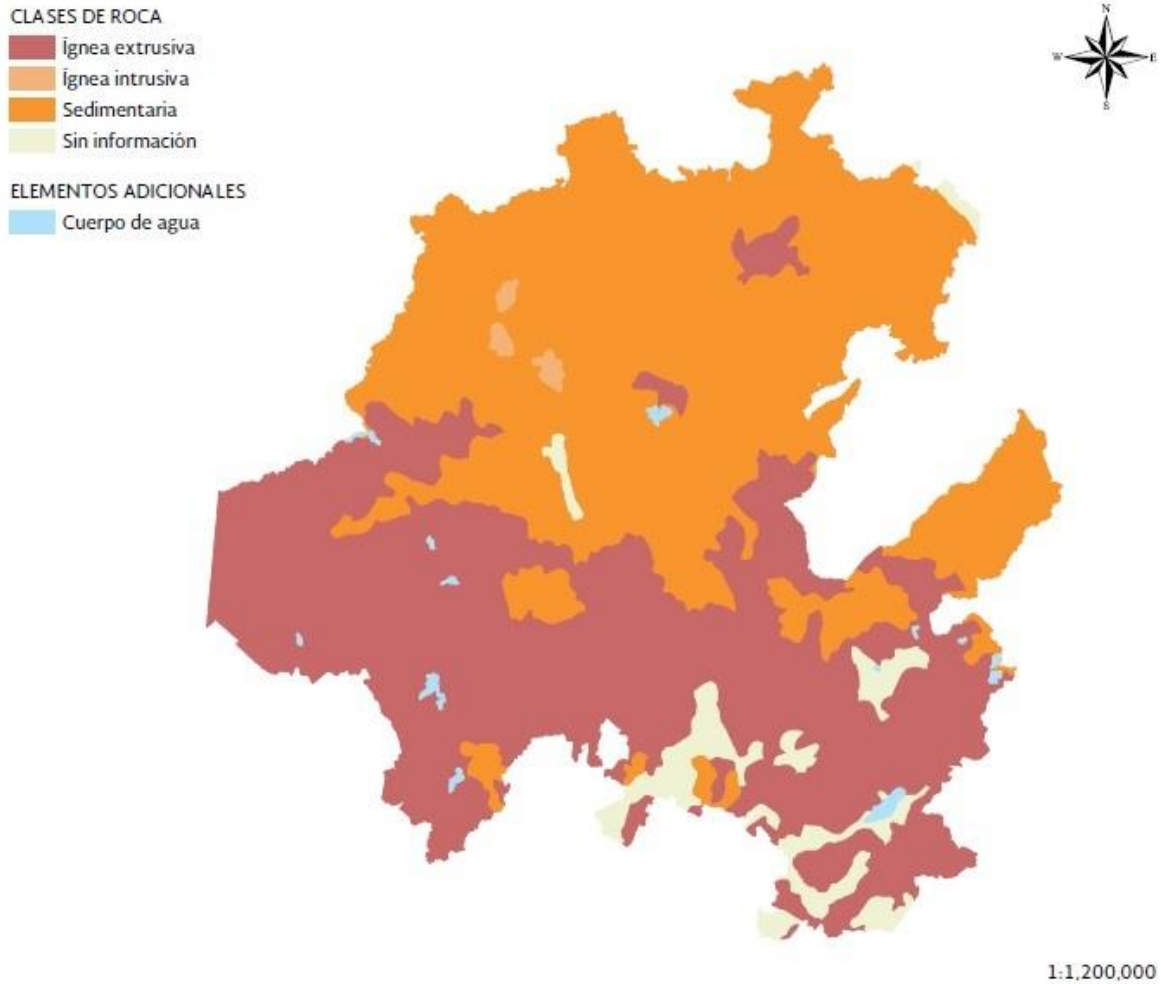 CLASES DE ROCA
Ígnea extrusiva
Ígnea intrusiva
Sedimentaria
Sin información
ELEMENTOS ADICIONALES
Cuerpo de agua
N
W E
S
1:1,200,000